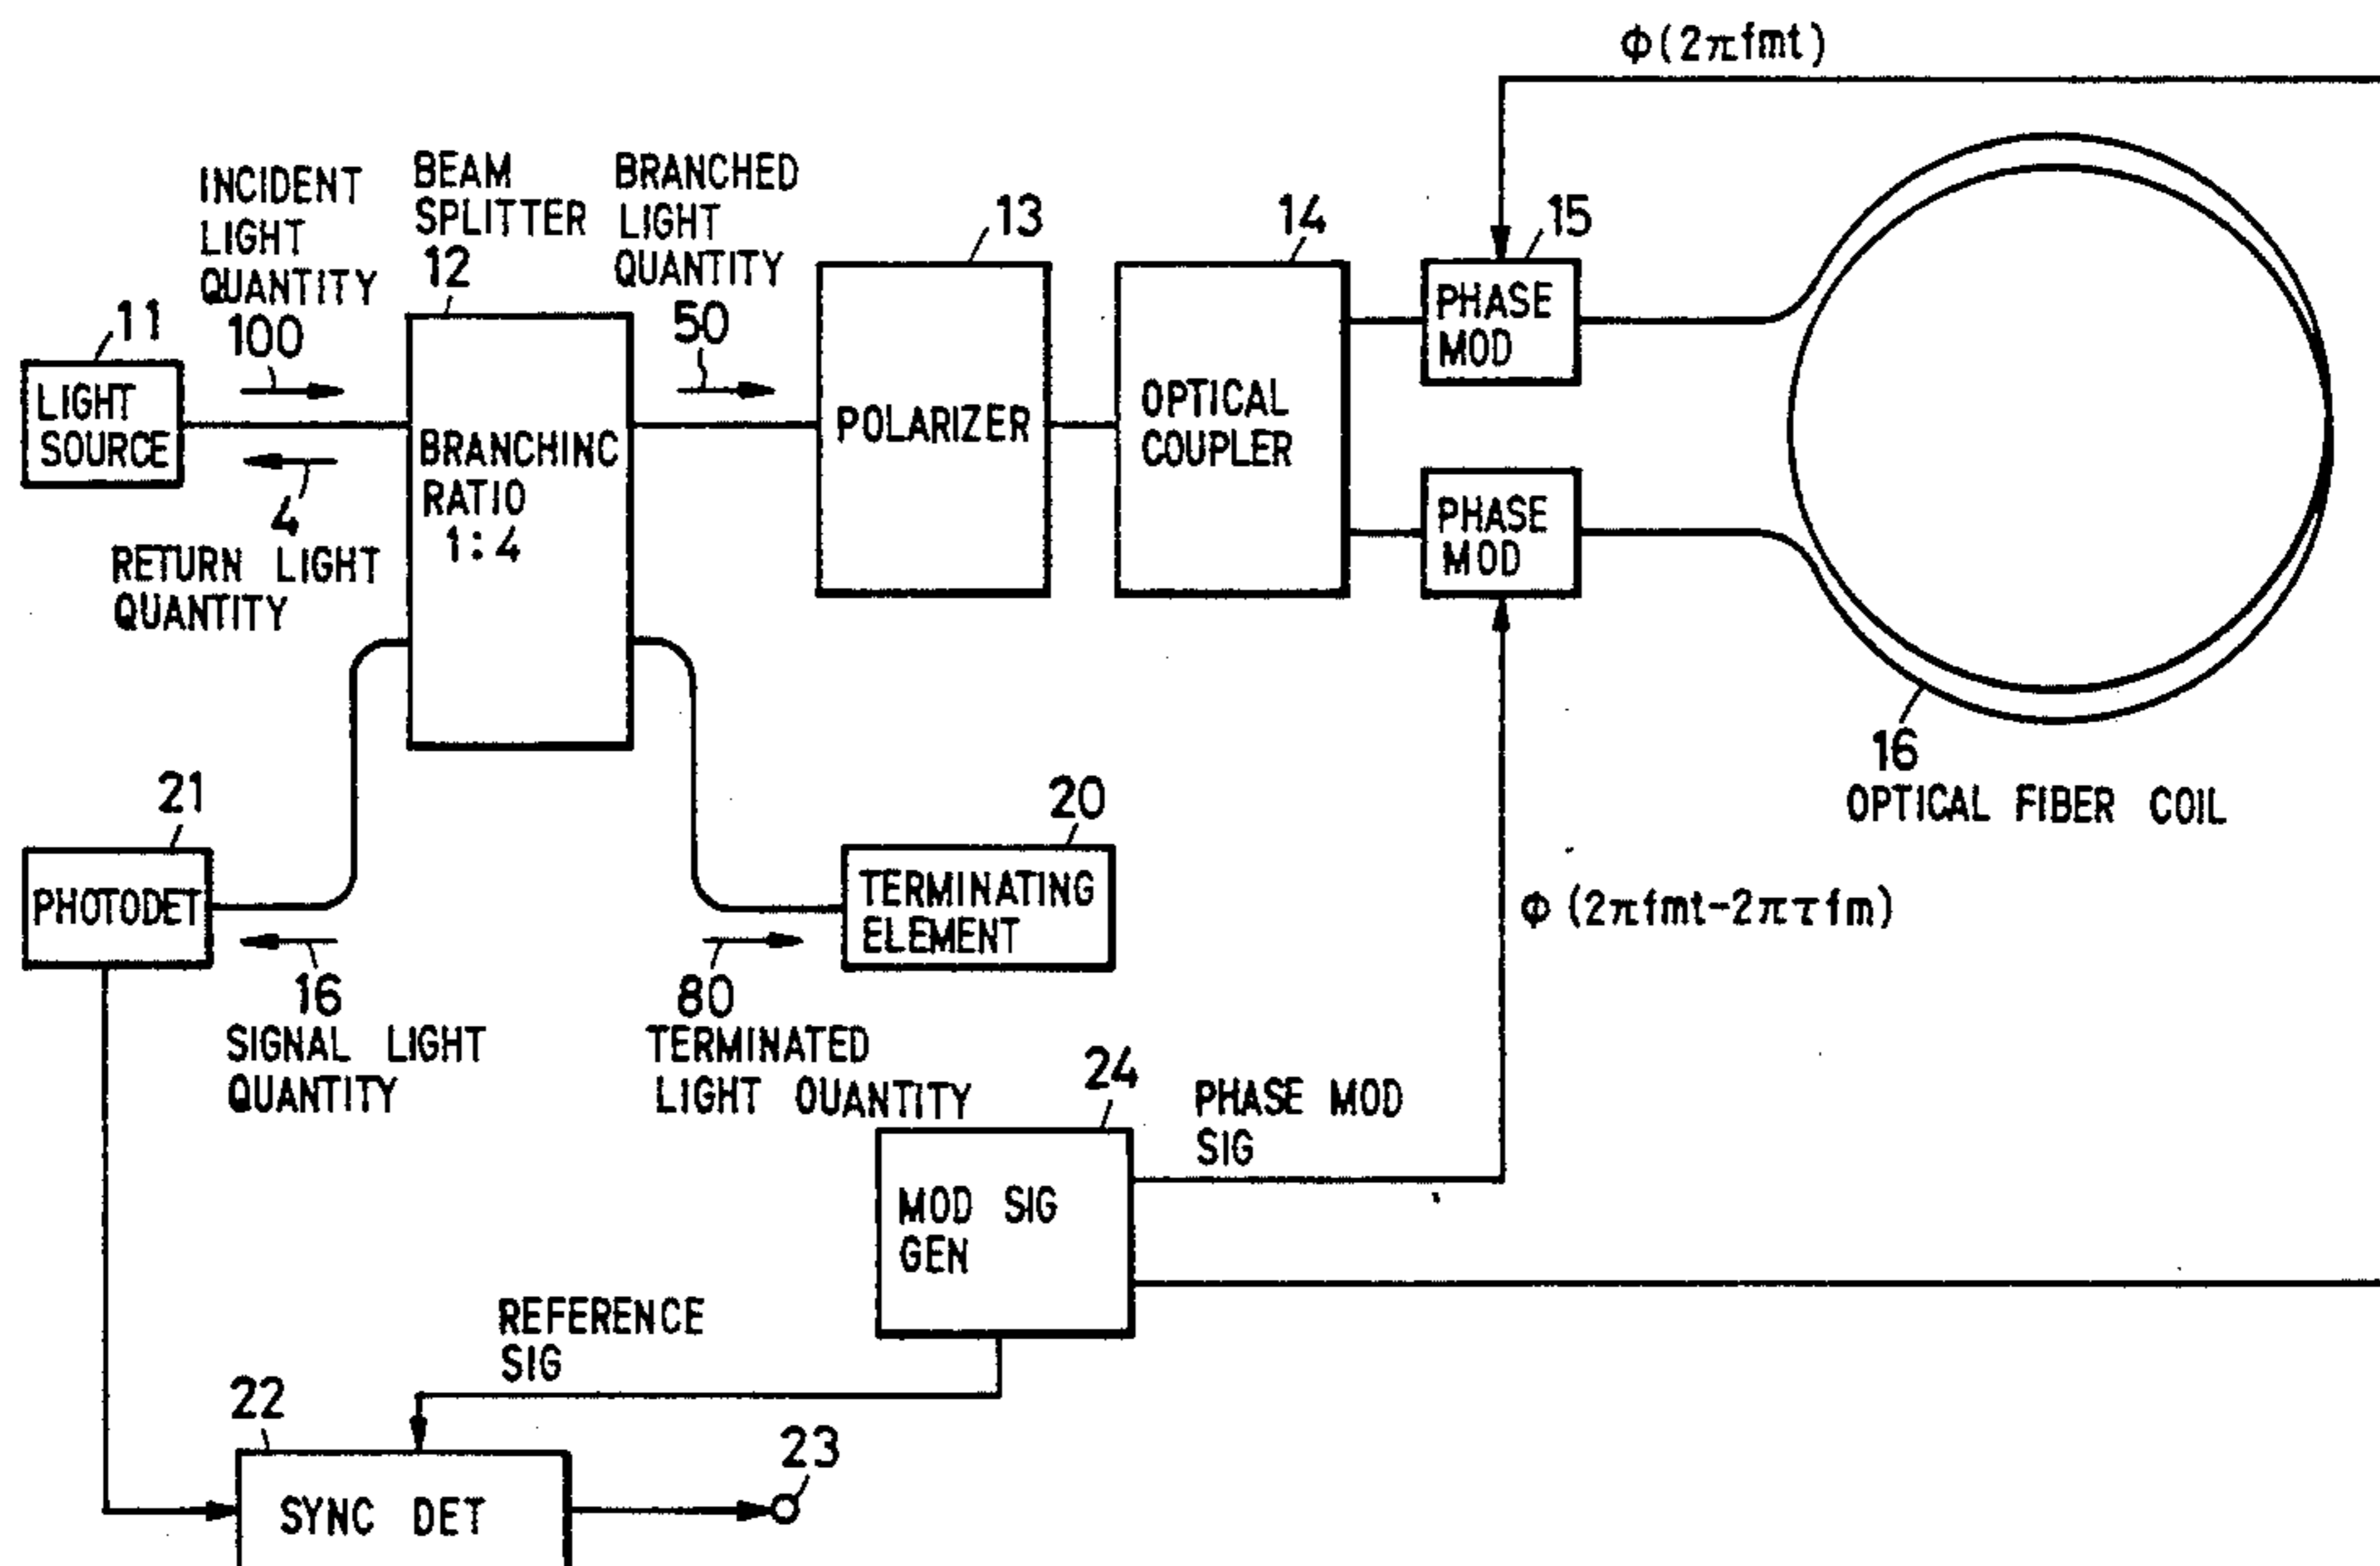 Φ(2πfmt)
INCIDENT
LIGHT
QUANTITY
100
BEAM
SPLITTER
12
BRANCHED
LIGHT
QUANTITY
50
13
14
15
11
LIGHT
SOURCE
4
RETURN LIGHT
QUANTITY
BRANCHINC
RATIO
1:4
POLARIZER
OPTICAL
COUPLER
PHASE
MOD
PHASE
MOD
16
OPTICAL FIBER COIL
21
PHOTODET
16
SIGNAL LIGHT
QUANTITY
20
TERMINATING
ELEMENT
80
TERMINATED
LIGHT OUANTITY
Φ (2πfmt-2πτfm)
24
MOD SIG
GEN
PHASE MOD
SIG
REFERENCE
SIG
22
SYNC DET
23